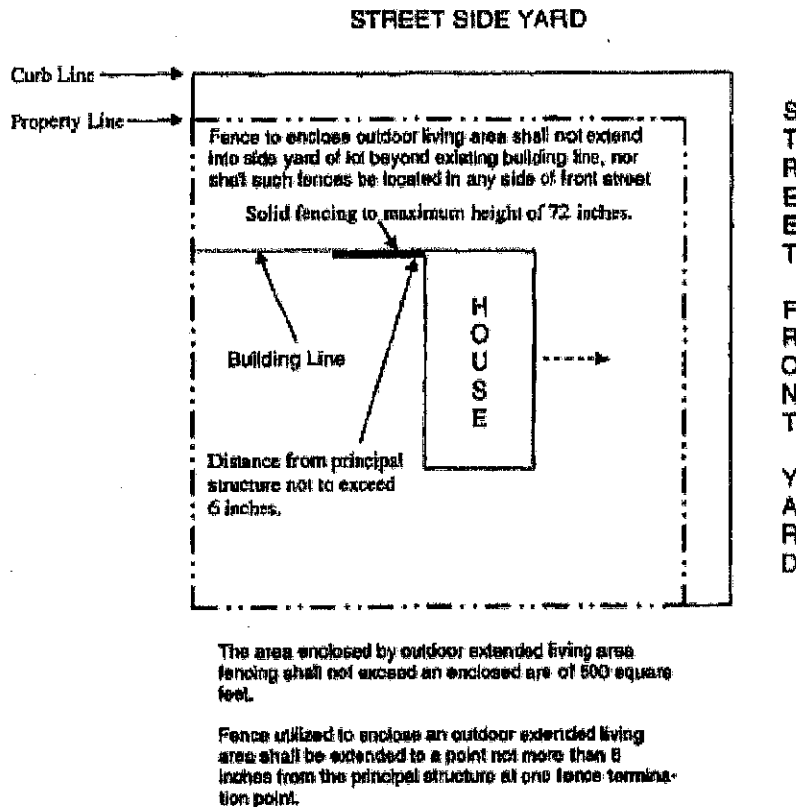 STREET SIDE YARD
Curb Line
Property Line
Fence to enclose outdoor living area shall not extend
into side yard of lot beyond existing building line, nor
shall such fences be located in any side of front street
Solid fencing to maximum height of 72 inches.
HOUSE
Building Line
Distance from principal
structure not to exceed
6 inches.
STREET FRONT YARD
The area enclosed by outdoor extended living area
fencing shall not exceed an enclosed are of 500 square
feet.
Fence utilized to enclose an outdoor extended living
area shall be extended to a point not more than 6
inches from the principal structure at one fence termina-
tion point.